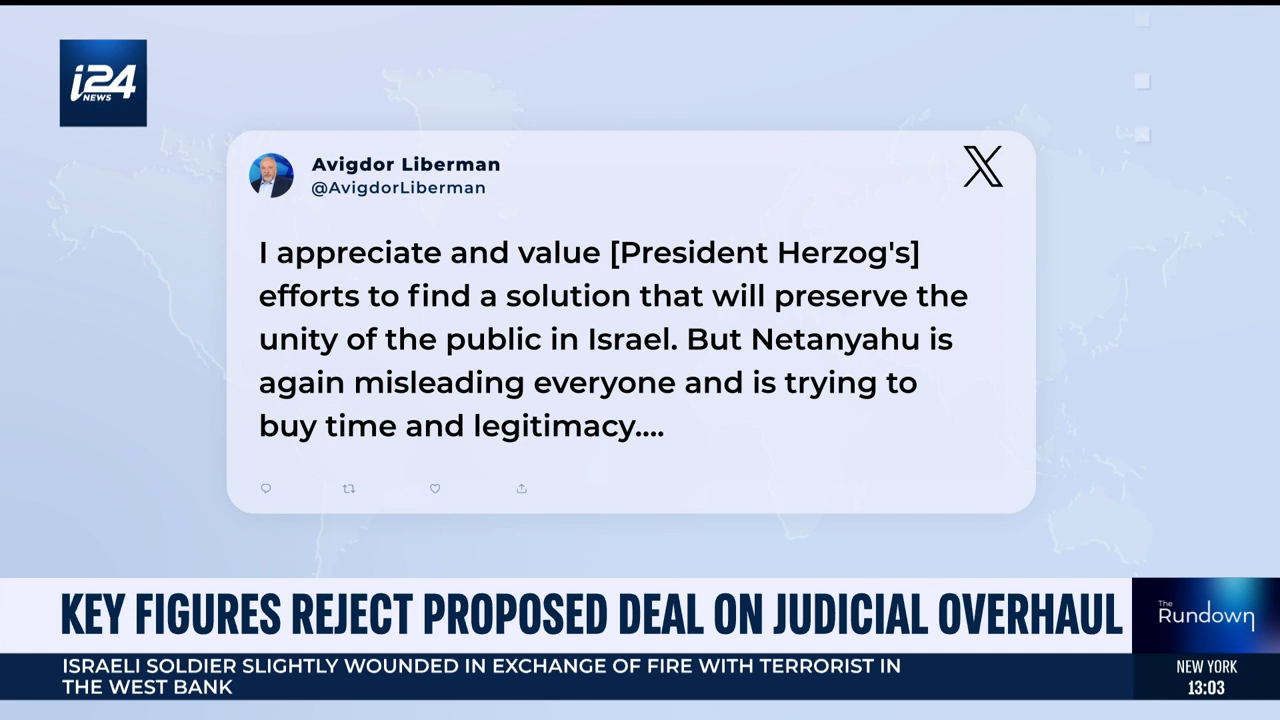 i24
NEWS
Avigdor Liberman
@AvigdorLiberman
X
I appreciate and value [President Herzog's]
efforts to find a solution that will preserve the
unity of the public in Israel. But Netanyahu is
again misleading everyone and is trying to
buy time and legitimacy....
KEY FIGURES REJECT PROPOSED DEAL ON JUDICIAL OVERHAUL
The
Rundown
ISRAELI SOLDIER SLIGHTLY WOUNDED IN EXCHANGE OF FIRE WITH TERRORIST IN
THE WEST BANK
NEW YORK
13:03